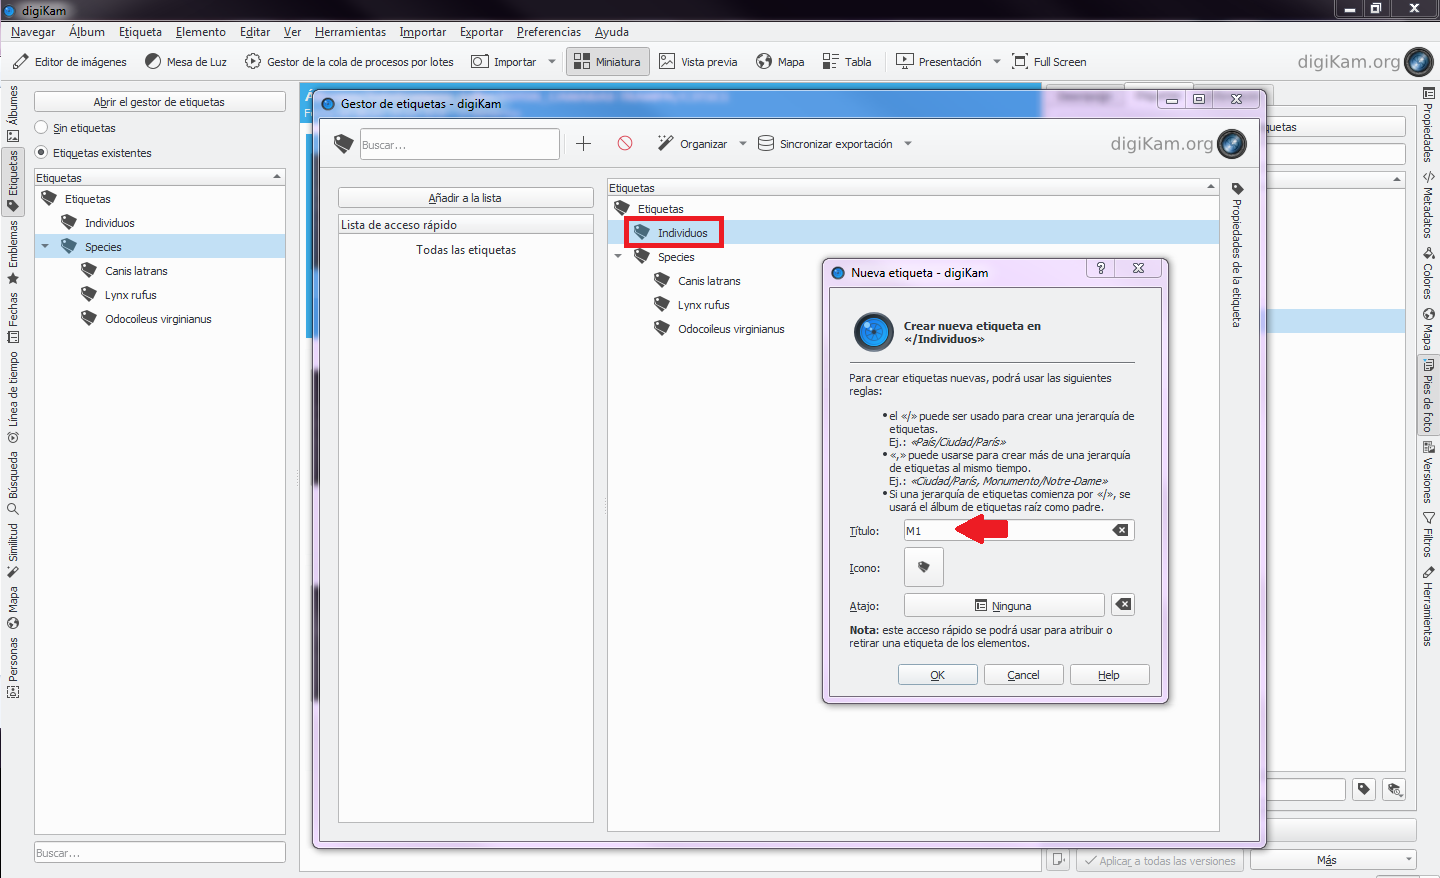 digiKam
Navegar Álbum Etiqueta Elemento Editar Ver Herramientas Importar Exportar Preferencias Ayuda
Editor de imágenes Mesa de Luz Gestor de la cola de procesos por lotes Importar Miniatura Vista previa Mapa Tabla Presentación Full Screen digiKam.org
Álbumes
Etiquetas
Emblemas
Fechas
Línea de tiempo
Búsqueda
Similitud
Mapa
Personas
Abrir el gestor de etiquetas
Sin etiquetas
Etiquetas existentes
Etiquetas
Etiquetas
Individuos
Species
Canis latrans
Lynx rufus
Odocoileus virginianus
Buscar...
Gestor de etiquetas - digiKam
Buscar...
Organizar
Sincronizar exportación
digiKam.org
Añadir a la lista
Lista de acceso rápido
Todas las etiquetas
Etiquetas
Etiquetas
Individuos
Species
Canis latrans
Lynx rufus
Odocoileus virginianus
Propiedades de la etiqueta
Nueva etiqueta - digiKam
?
Crear nueva etiqueta en
«/Individuos»
Para crear etiquetas nuevas, podrá usar las siguientes
reglas:
• el «/» puede ser usado para crear una jerarquía de
etiquetas.
Ej.: «País/Ciudad/París»
• «,» puede usarse para crear más de una jerarquía
de etiquetas al mismo tiempo.
Ej.: «Ciudad/París, Monumento/Notre-Dame»
• Si una jerarquía de etiquetas comienza por «/», se
usará el álbum de etiquetas raíz como padre.
Título: M1
Icono:
Atajo: Ninguna
Nota: este acceso rápido se podrá usar para atribuir o
retirar una etiqueta de los elementos.
OK Cancel Help
quetas
Propiedades
Metadatos
Colores
Mapa
Pies de foto
Versiones
Filtros
Herramientas
Aplicar a todas las versiones
Más